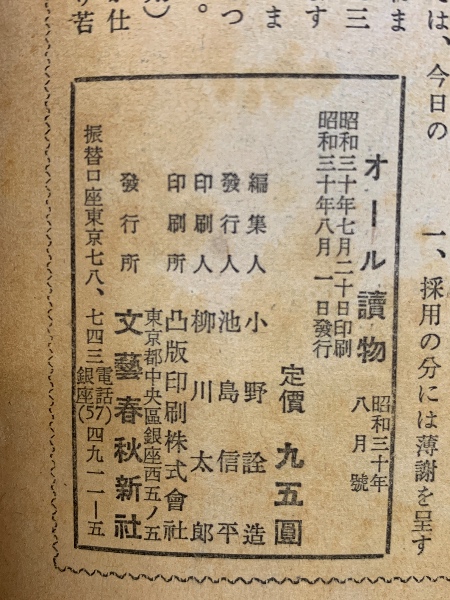 は、今日の
一、採用の分には薄謝を呈す
オール讀物
昭和三十年
八月號
昭和三十年七月二十日印刷
昭和三十年八月一日發行
定價 九五圓
編集人 小野詮造
發行人 池島信平
印刷人 柳川太郎
印刷所 凸版印刷株式會社
東京都中央區銀座西五ノ五
發行所 文藝春秋新社
振替口座東京七八、七四三
電話銀座(57)四九一一―五